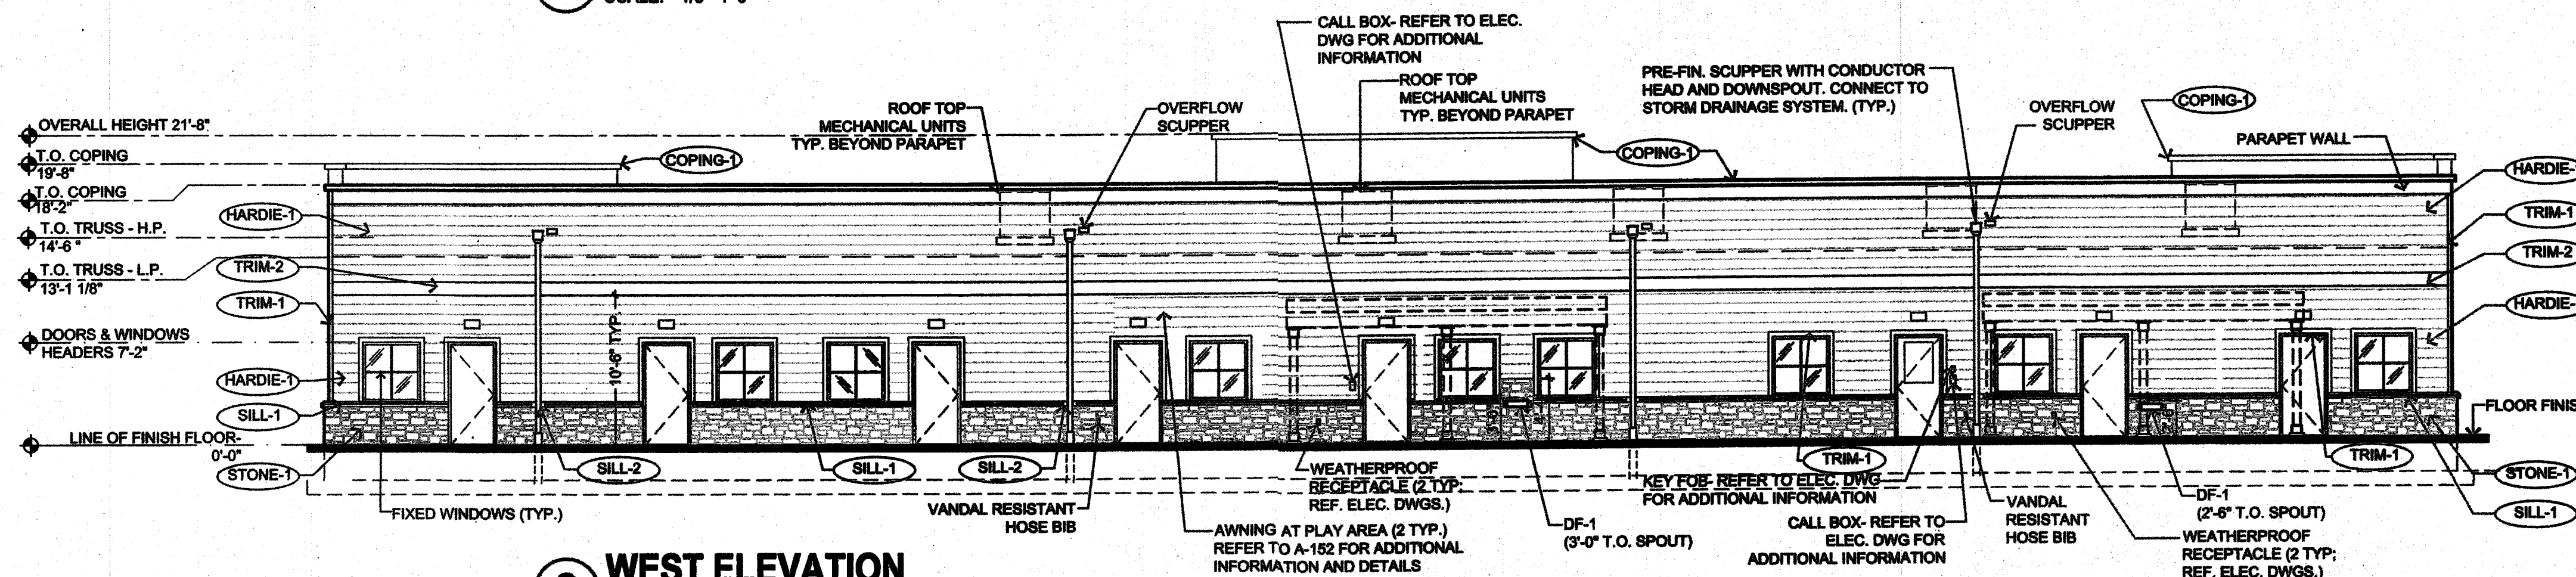 CALL BOX- REFER TO ELEC.
DWG FOR ADDITIONAL
INFORMATION
ROOF TOP
MECHANICAL UNITS
TYP. BEYOND PARAPET
PRE-FIN. SCUPPER WITH CONDUCTOR
HEAD AND DOWNSPOUT. CONNECT TO
STORM DRAINAGE SYSTEM. (TYP.)
COPING-1
OVERFLOW
SCUPPER
PARAPET WALL
ROOF TOP
MECHANICAL UNITS
TYP. BEYOND PARAPET
OVERFLOW
SCUPPER
OVERALL HEIGHT 21'-8"
T.O. COPING
19'-8"
T.O. COPING
18'-2"
T.O. TRUSS - H.P.
14'-6 "
T.O. TRUSS - L.P.
13'-1 1/8"
DOORS & WINDOWS
HEADERS 7'-2"
LINE OF FINISH FLOOR-
0'-0"
COPING-1
COPING-1
HARDIE-1
TRIM-2
TRIM-1
HARDIE-1
SILL-1
STONE-1
10'-6" TYP.
HARDIE-
TRIM-1
TRIM-2
HARDIE-
FLOOR FINIS
STONE-1
SILL-1
SILL-2
SILL-1
SILL-2
TRIM-1
TRIM-1
FIXED WINDOWS (TYP.)
VANDAL RESISTANT
HOSE BIB
AWNING AT PLAY AREA (2 TYP.)
REFER TO A-152 FOR ADDITIONAL
INFORMATION AND DETAILS
WEATHERPROOF
RECEPTACLE (2 TYP;
REF. ELEC. DWGS.)
DF-1
(3'-0" T.O. SPOUT)
KEY FOB- REFER TO ELEC. DWG
FOR ADDITIONAL INFORMATION
CALL BOX- REFER TO
ELEC. DWG FOR
ADDITIONAL INFORMATION
VANDAL
RESISTANT
HOSE BIB
DF-1
(2'-6" T.O. SPOUT)
WEATHERPROOF
RECEPTACLE (2 TYP;
REF. ELEC. DWGS.)
WEST ELEVATION